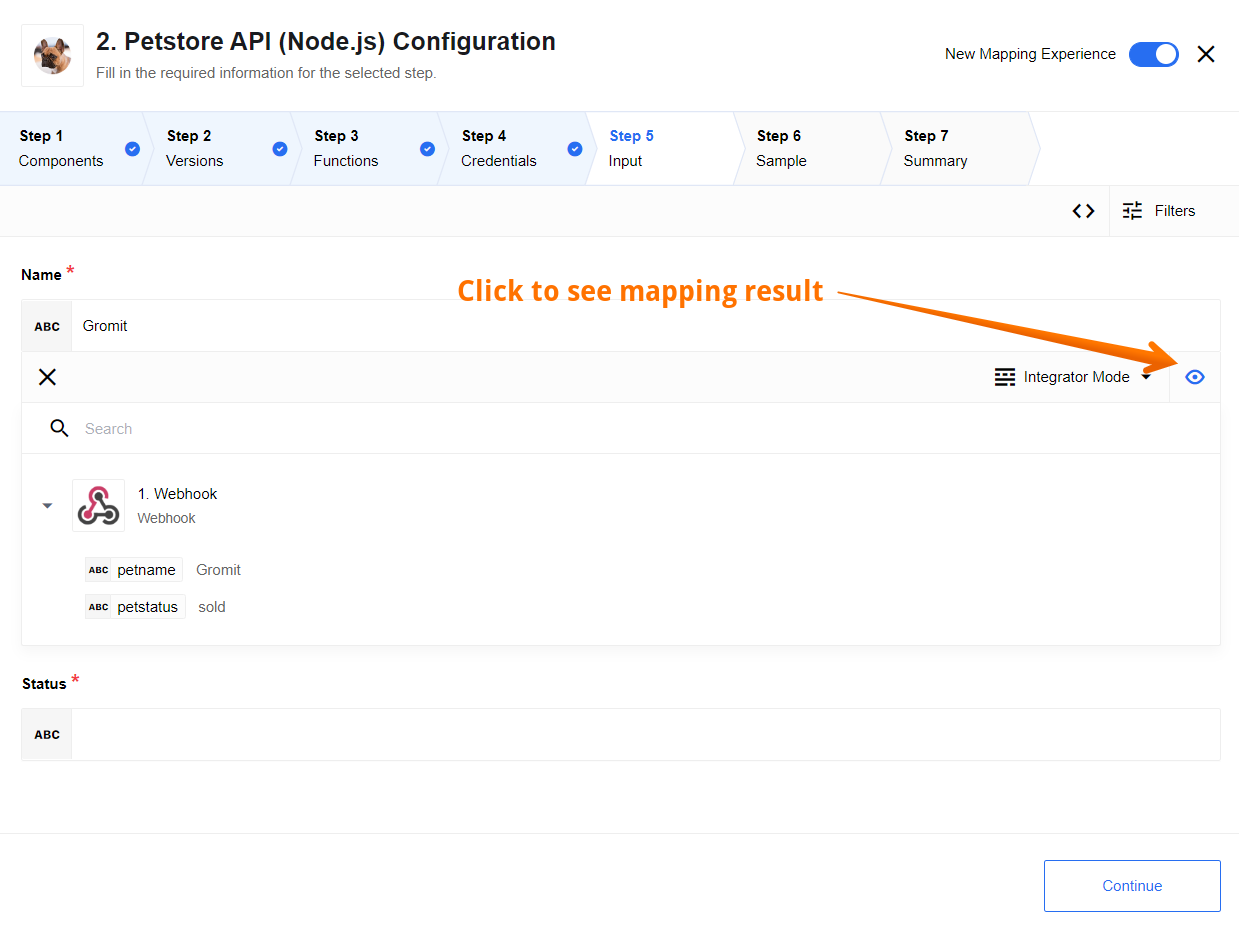 2. Petstore API (Node.js) Configuration
Fill in the required information for the selected step.
New Mapping Experience
Step 1
Components
Step 2
Versions
Step 3
Functions
Step 4
Credentials
Step 5
Input
Step 6
Sample
Step 7
Summary
Filters
Name *
Click to see mapping result
ABC Gromit
Integrator Mode
Search
1. Webhook
Webhook
ABC petname Gromit
ABC petstatus sold
Status *
ABC
Continue